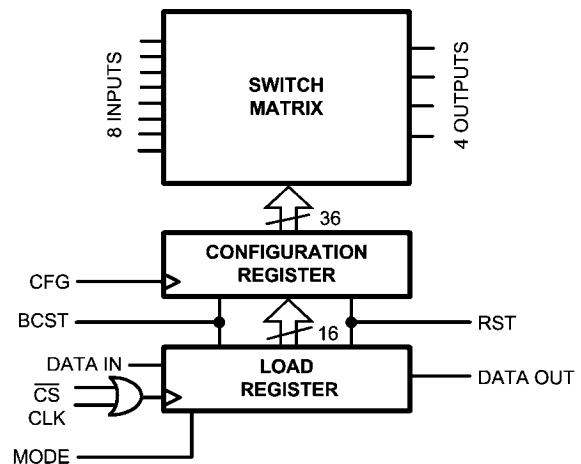 8 INPUTS
SWITCH
MATRIX
4 OUTPUTS
36
CONFIGURATION
REGISTER
CFG
BCST
16
RST
DATA IN
LOAD
REGISTER
DATA OUT
CS
CLK
MODE